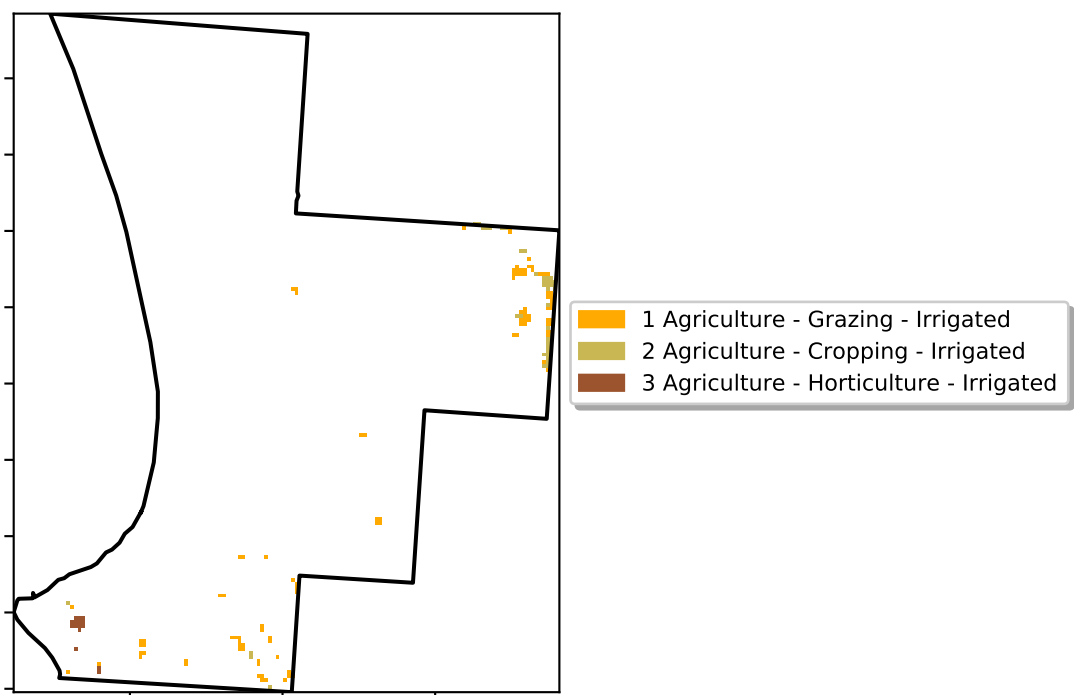 1 Agriculture - Grazing - Irrigated
2 Agriculture - Cropping - Irrigated
3 Agriculture - Horticulture - Irrigated